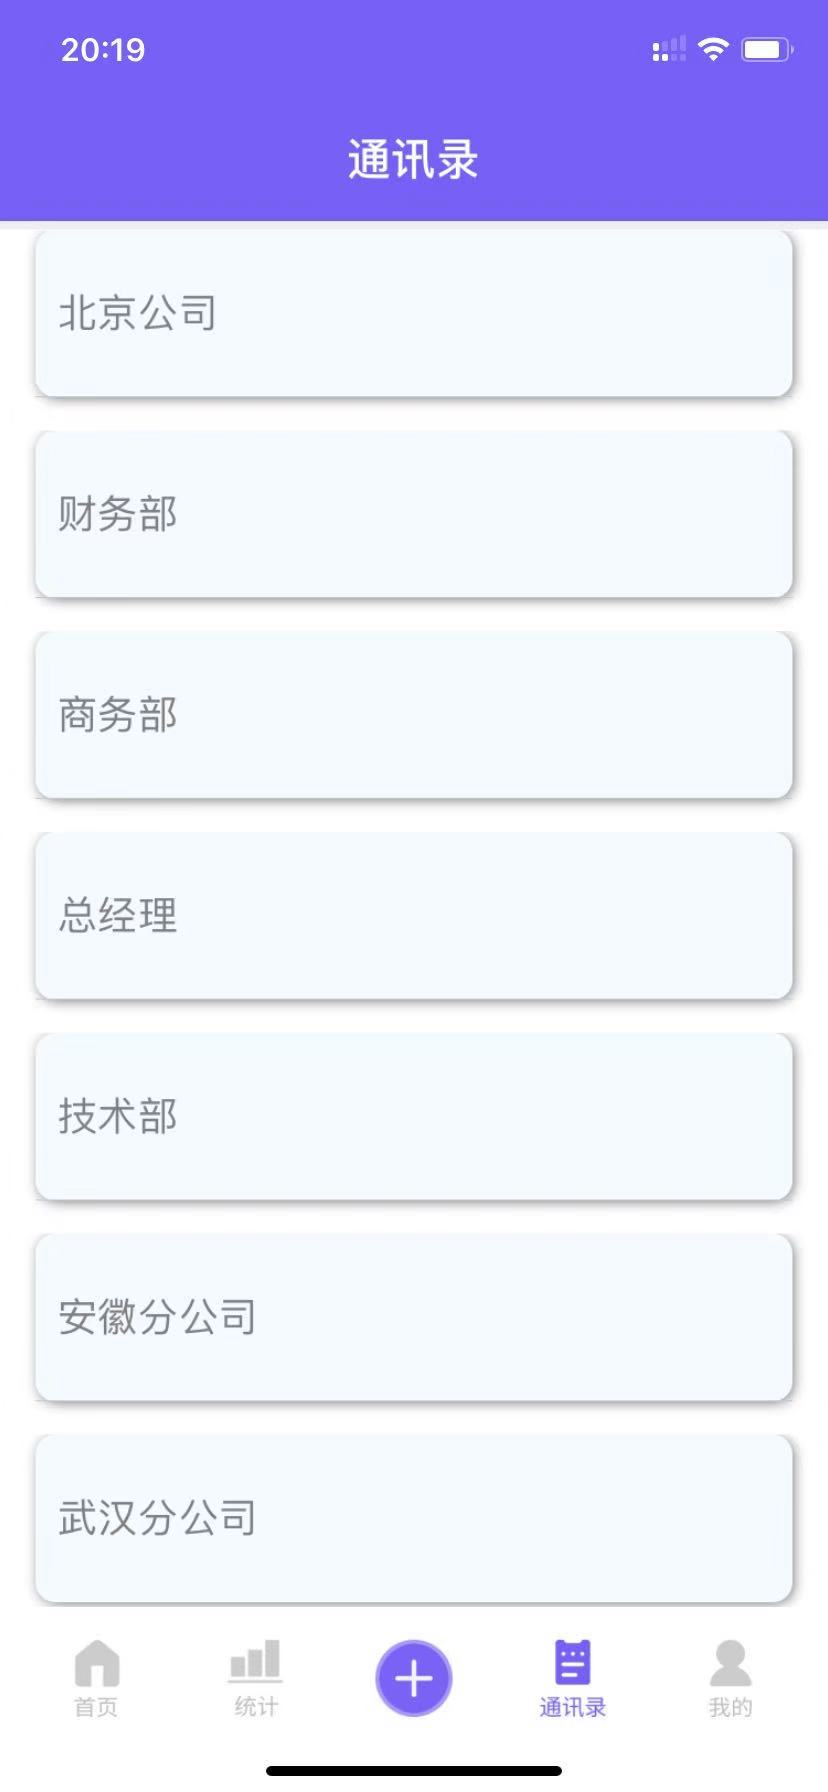 20:19
通讯录
北京公司
财务部
商务部
总经理
技术部
安徽分公司
武汉分公司
首页
统计
通讯录
我的